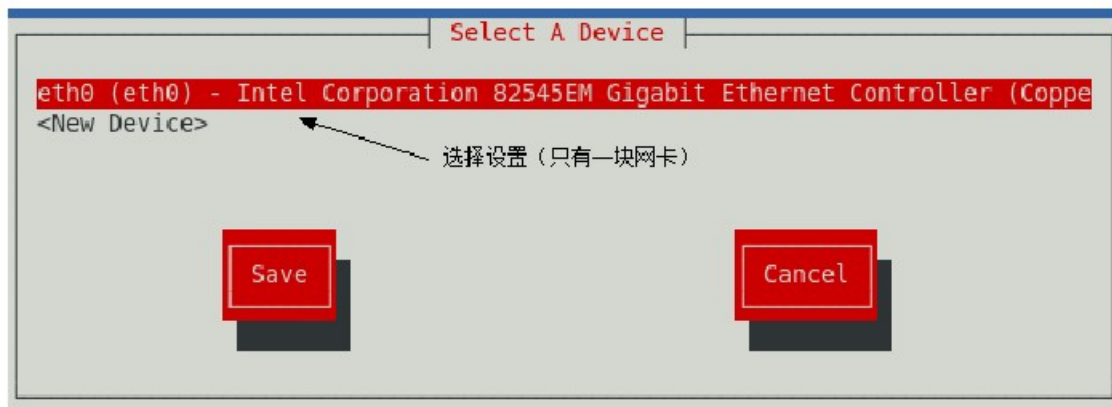 Select A Device
eth0 (eth0) - Intel Corporation 82545EM Gigabit Ethernet Controller (Coppe
<New Device>
选择设置（只有一块网卡）
Save
Cancel